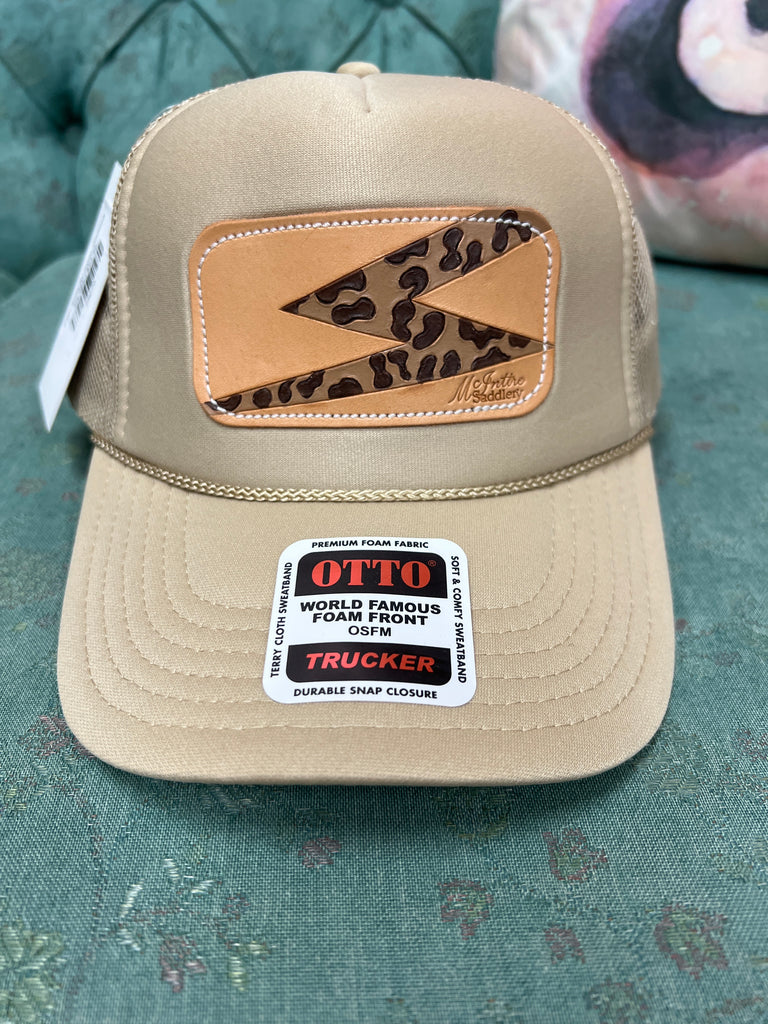 McIntire
Saddlery
PREMIUM FOAM FABRIC
TERRY CLOTH SWEATBAND
OTTO®
WORLD FAMOUS
FOAM FRONT
OSFM
TRUCKER
SOFT & COMFY SWEATBAND
DURABLE SNAP CLOSURE